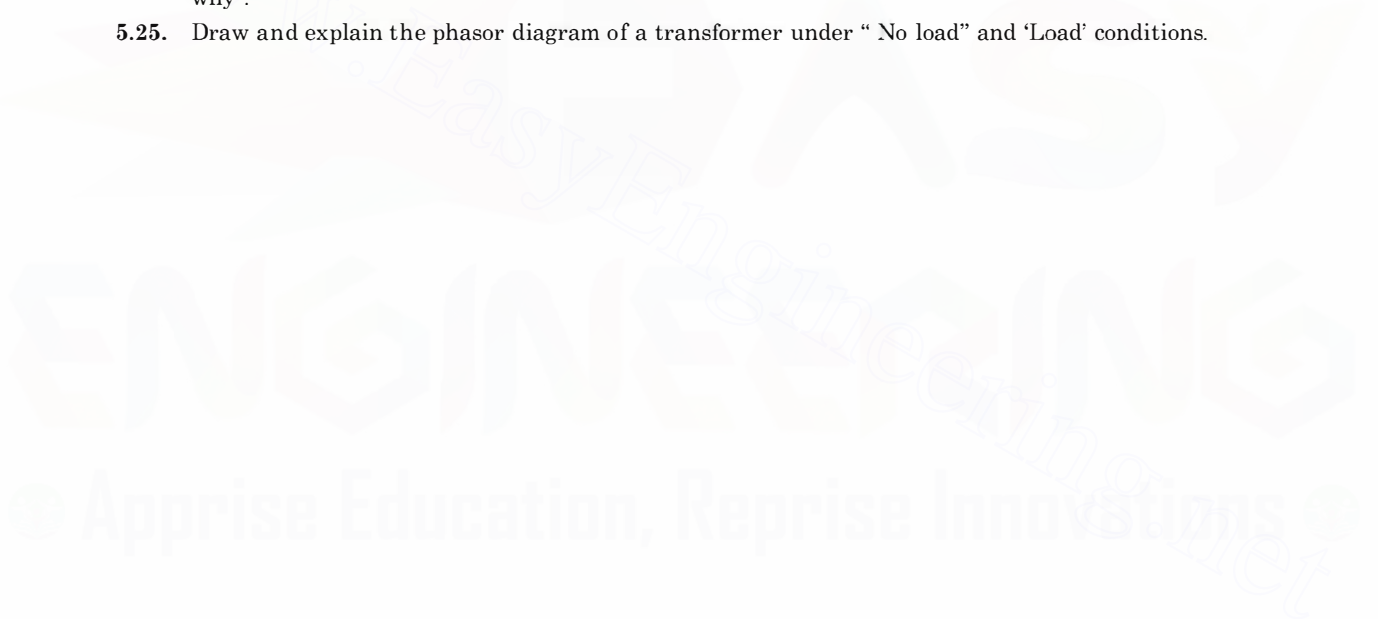 why ?
5.25. Draw and explain the phasor diagram of a transformer under “ No load” and ‘Load’ conditions.
w.EasyEngineering.net
EASY
ENGINEERING
Apprise Education, Reprise Innovations